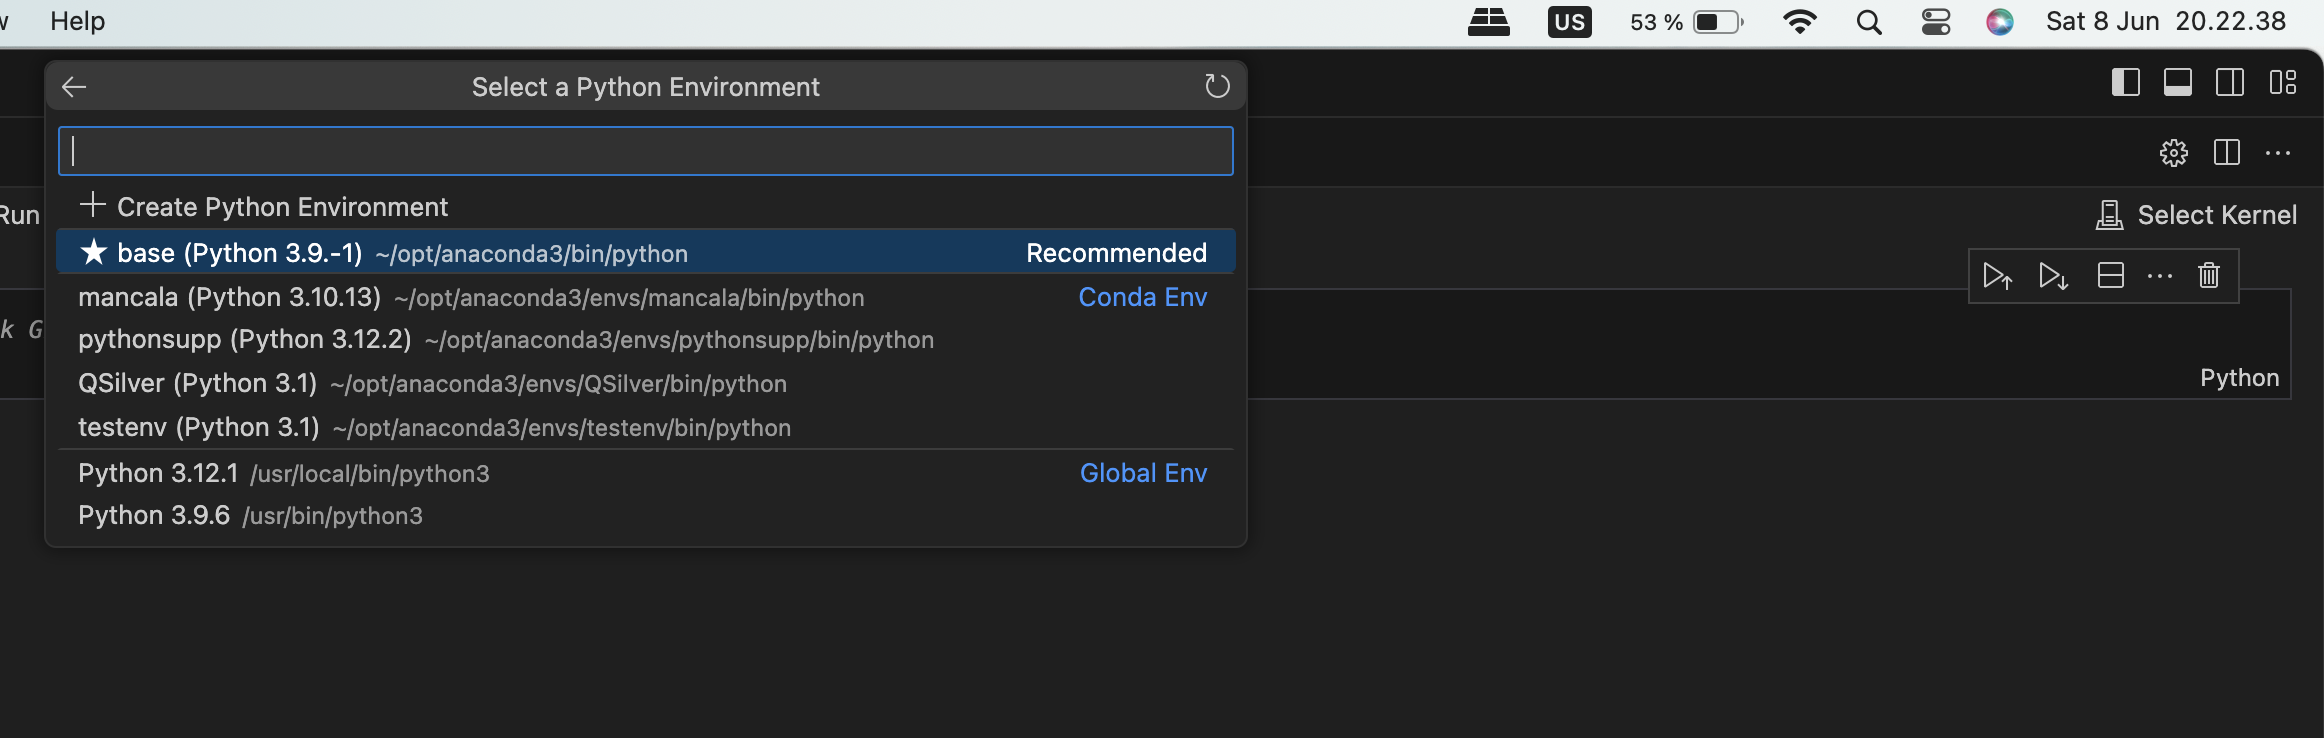 Help US 53 % Sat 8 Jun 20.22.38
Select a Python Environment
Create Python Environment
Run
Select Kernel
base (Python 3.9.-1) ~/opt/anaconda3/bin/python Recommended
mancala (Python 3.10.13) ~/opt/anaconda3/envs/mancala/bin/python Conda Env
k G
pythonsupp (Python 3.12.2) ~/opt/anaconda3/envs/pythonsupp/bin/python
QSilver (Python 3.1) ~/opt/anaconda3/envs/QSilver/bin/python
Python
testenv (Python 3.1) ~/opt/anaconda3/envs/testenv/bin/python
Python 3.12.1 /usr/local/bin/python3 Global Env
Python 3.9.6 /usr/bin/python3